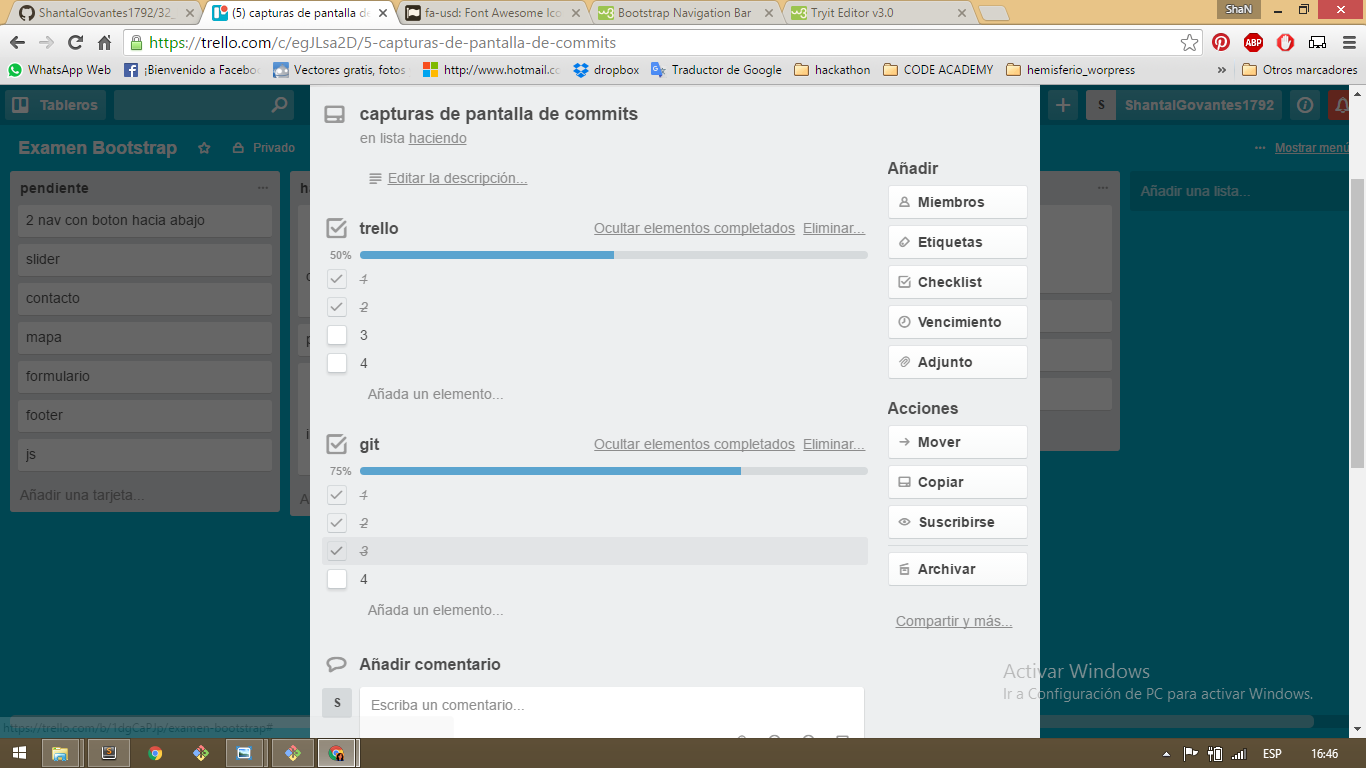 ShantalGovantes1792/32_
(5) capturas de pantalla de
fa-usd: Font Awesome Ico
Bootstrap Navigation Bar
Tryit Editor v3.0
ShaN
https://trello.com/c/egJLsa2D/5-capturas-de-pantalla-de-commits
ABP
WhatsApp Web
¡Bienvenido a Facebo
Vectores gratis, fotos
http://www.hotmail.cc
dropbox
Traductor de Google
hackathon
CODE ACADEMY
hemisferio_worpress
»
Otros marcadores
Tableros
S
ShantalGovantes1792
Examen Bootstrap
Privado
Mostrar menú
pendiente
2 nav con boton hacia abajo
slider
contacto
mapa
formulario
footer
js
Añadir una tarjeta...
Añadir una lista...
capturas de pantalla de commits
en lista haciendo
Editar la descripción...
trello
Ocultar elementos completados
Eliminar...
50%
1
2
3
4
Añada un elemento...
git
Ocultar elementos completados
Eliminar...
75%
1
2
3
4
Añada un elemento...
Añadir comentario
S
Escriba un comentario...
Añadir
Miembros
Etiquetas
Checklist
Vencimiento
Adjunto
Acciones
Mover
Copiar
Suscribirse
Archivar
Compartir y más...
Activar Windows
Ir a Configuración de PC para activar Windows.
https://trello.com/b/1dgCaPJp/examen-bootstrap#
ESP
16:46